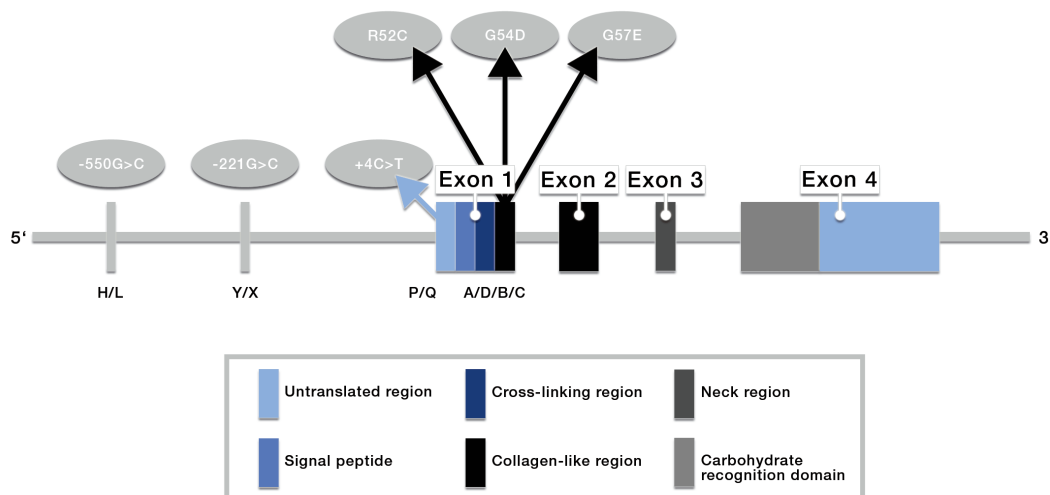 R52C G54D G57E
-550G>C -221G>C +4C>T
Exon 1 Exon 2 Exon 3 Exon 4
5‘ 3
H/L Y/X P/Q A/D/B/C
Untranslated region Cross-linking region Neck region
Signal peptide Collagen-like region Carbohydrate
recognition domain